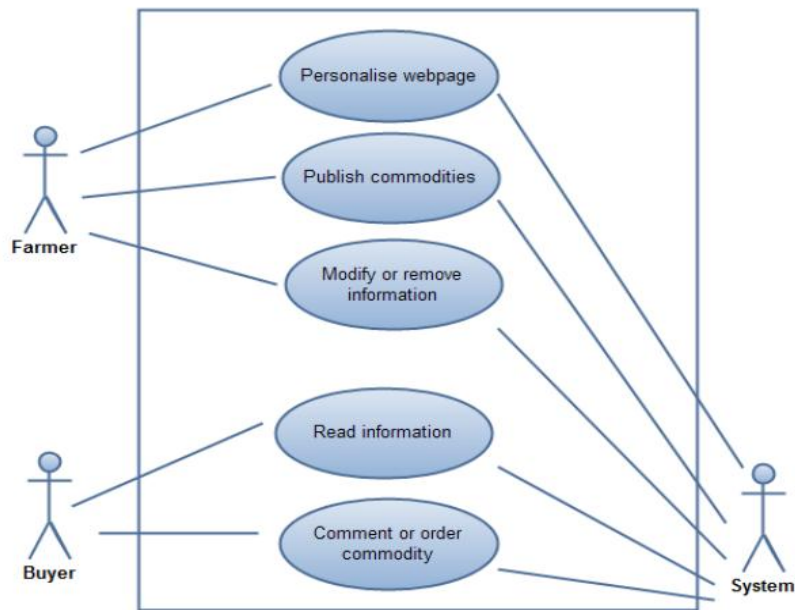 Personalise webpage
Publish commodities
Farmer
Modify or remove
information
Read information
Comment or order
commodity
Buyer
System